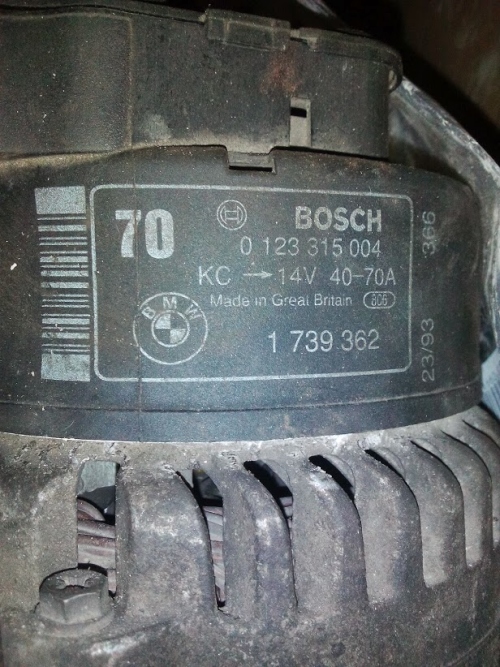 70
BOSCH
0 123 315 004
KC → 14V 40-70A
Made in Great Britain
BMW
1 739 362
23/93 366